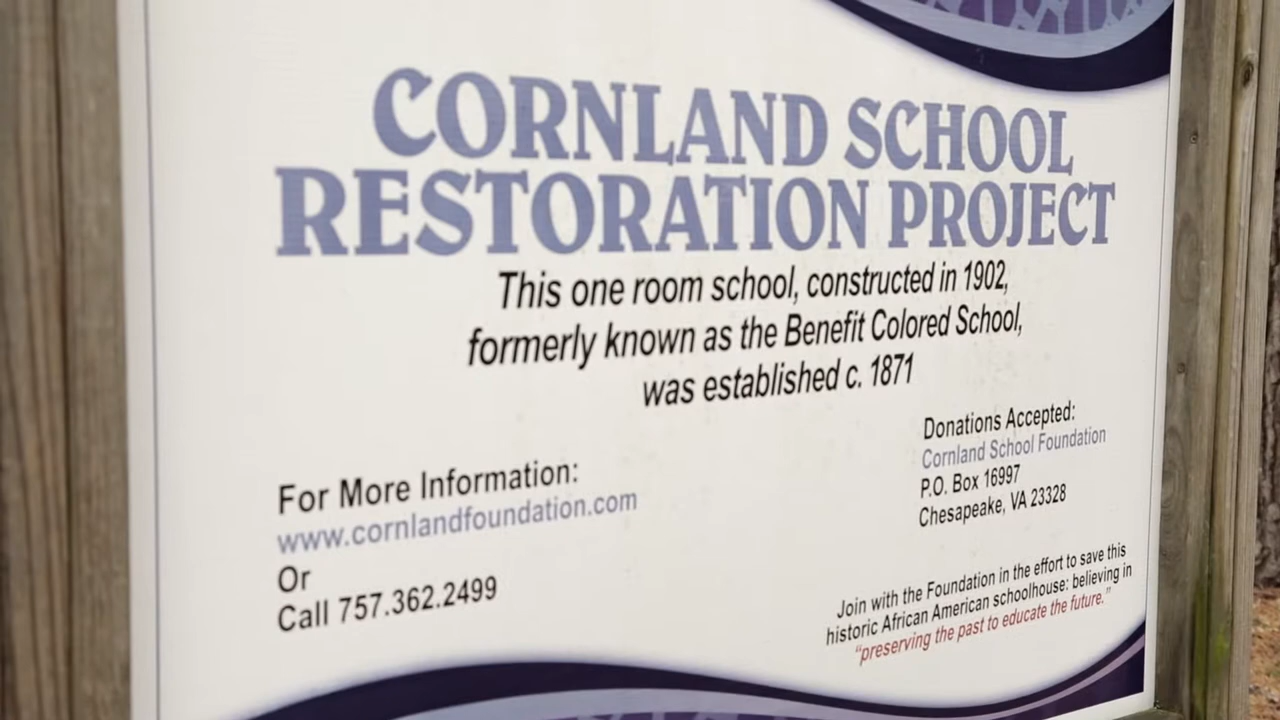 CORNLAND SCHOOL
RESTORATION PROJECT
This one room school, constructed in 1902,
formerly known as the Benefit Colored School,
was established c. 1871
For More Information:
www.cornlandfoundation.com
Or
Call 757.362.2499
Donations Accepted:
Cornland School Foundation
P.O. Box 16997
Chesapeake, VA 23328
Join with the Foundation in the effort to save this
historic African American schoolhouse: believing in
“preserving the past to educate the future.”